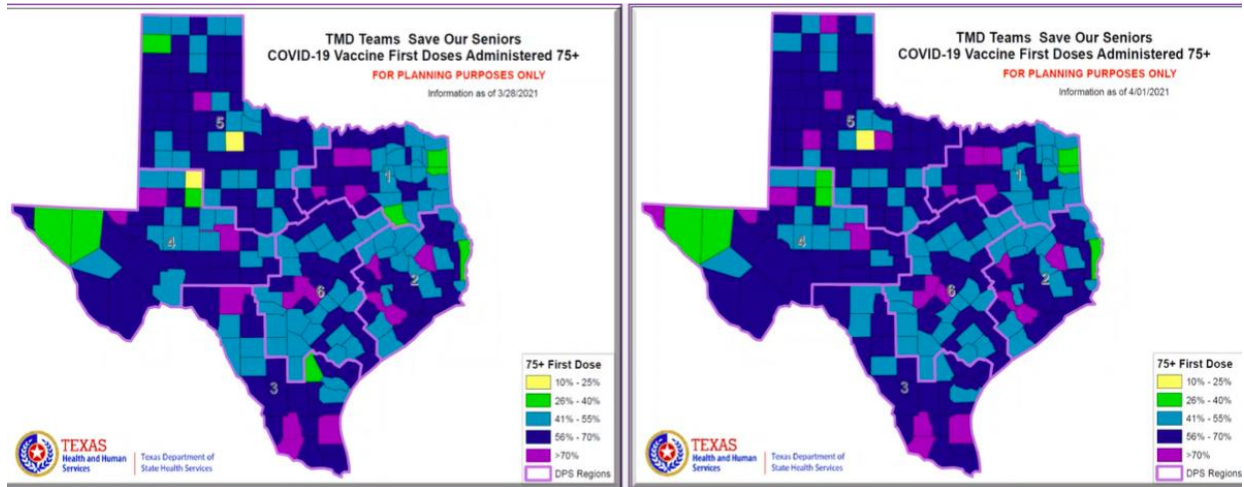 TMD Teams Save Our Seniors
COVID-19 Vaccine First Doses Administered 75+
FOR PLANNING PURPOSES ONLY
Information as of 3/28/2021
5
1
4
2
6
3
75+ First Dose
10% - 25%
26% - 40%
41% - 55%
56% - 70%
>70%
DPS Regions
TEXAS
Health and Human
Services
Texas Department of
State Health Services
TMD Teams Save Our Seniors
COVID-19 Vaccine First Doses Administered 75+
FOR PLANNING PURPOSES ONLY
Information as of 4/01/2021
5
1
4
2
6
3
75+ First Dose
10% - 25%
26% - 40%
41% - 55%
56% - 70%
>70%
DPS Regions
TEXAS
Health and Human
Services
Texas Department of
State Health Services